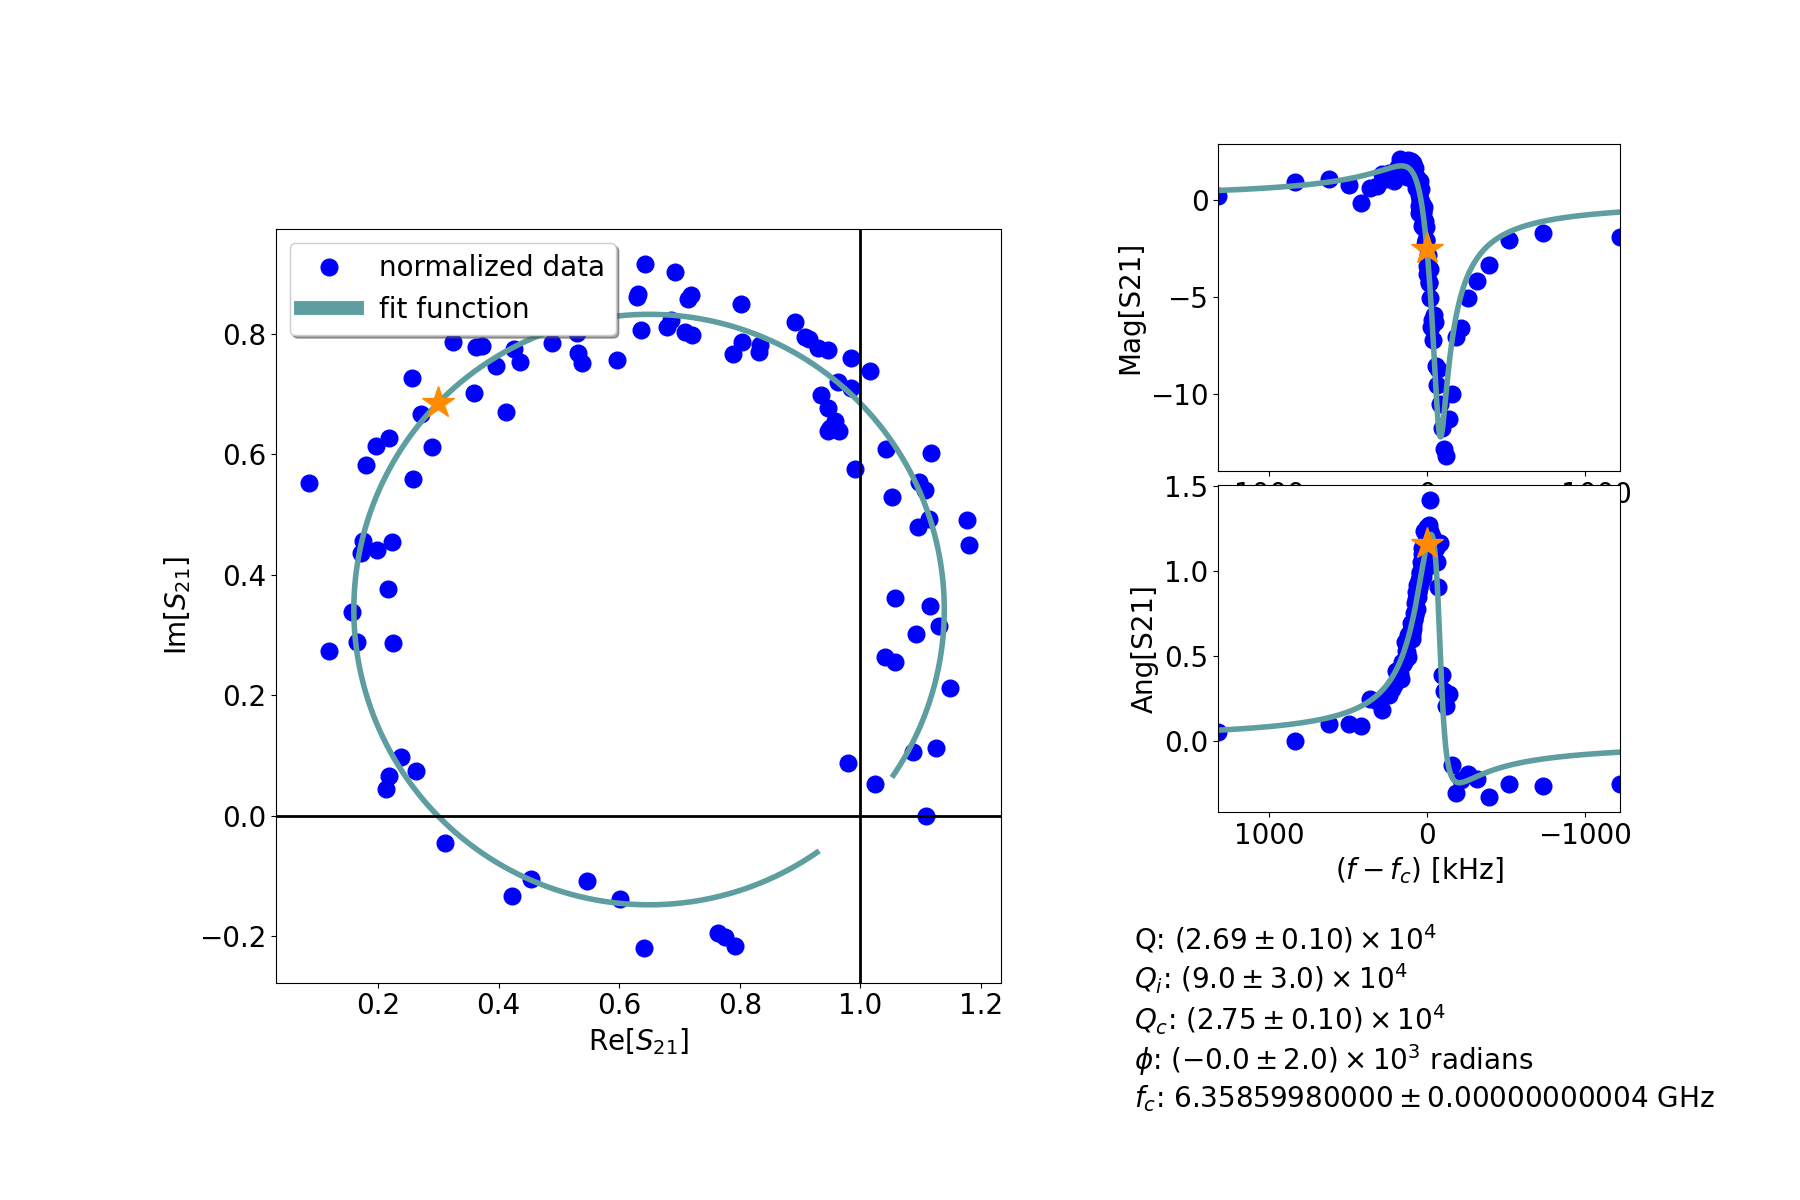 normalized data
fit function
Im[S21]
0.8
0.6
0.4
0.2
0.0
−0.2
0.2 0.4 0.6 0.8 1.0 1.2
Re[S21]
Mag[S21]
0
−5
−10
Ang[S21]
1.5
1.0
0.5
0.0
1000 0 −1000
(f − fc) [kHz]
Q: (2.69 ± 0.10) × 10^4
Qi: (9.0 ± 3.0) × 10^4
Qc: (2.75 ± 0.10) × 10^4
ϕ: (−0.0 ± 2.0) × 10^3 radians
fc: 6.35859980000 ± 0.00000000004 GHz